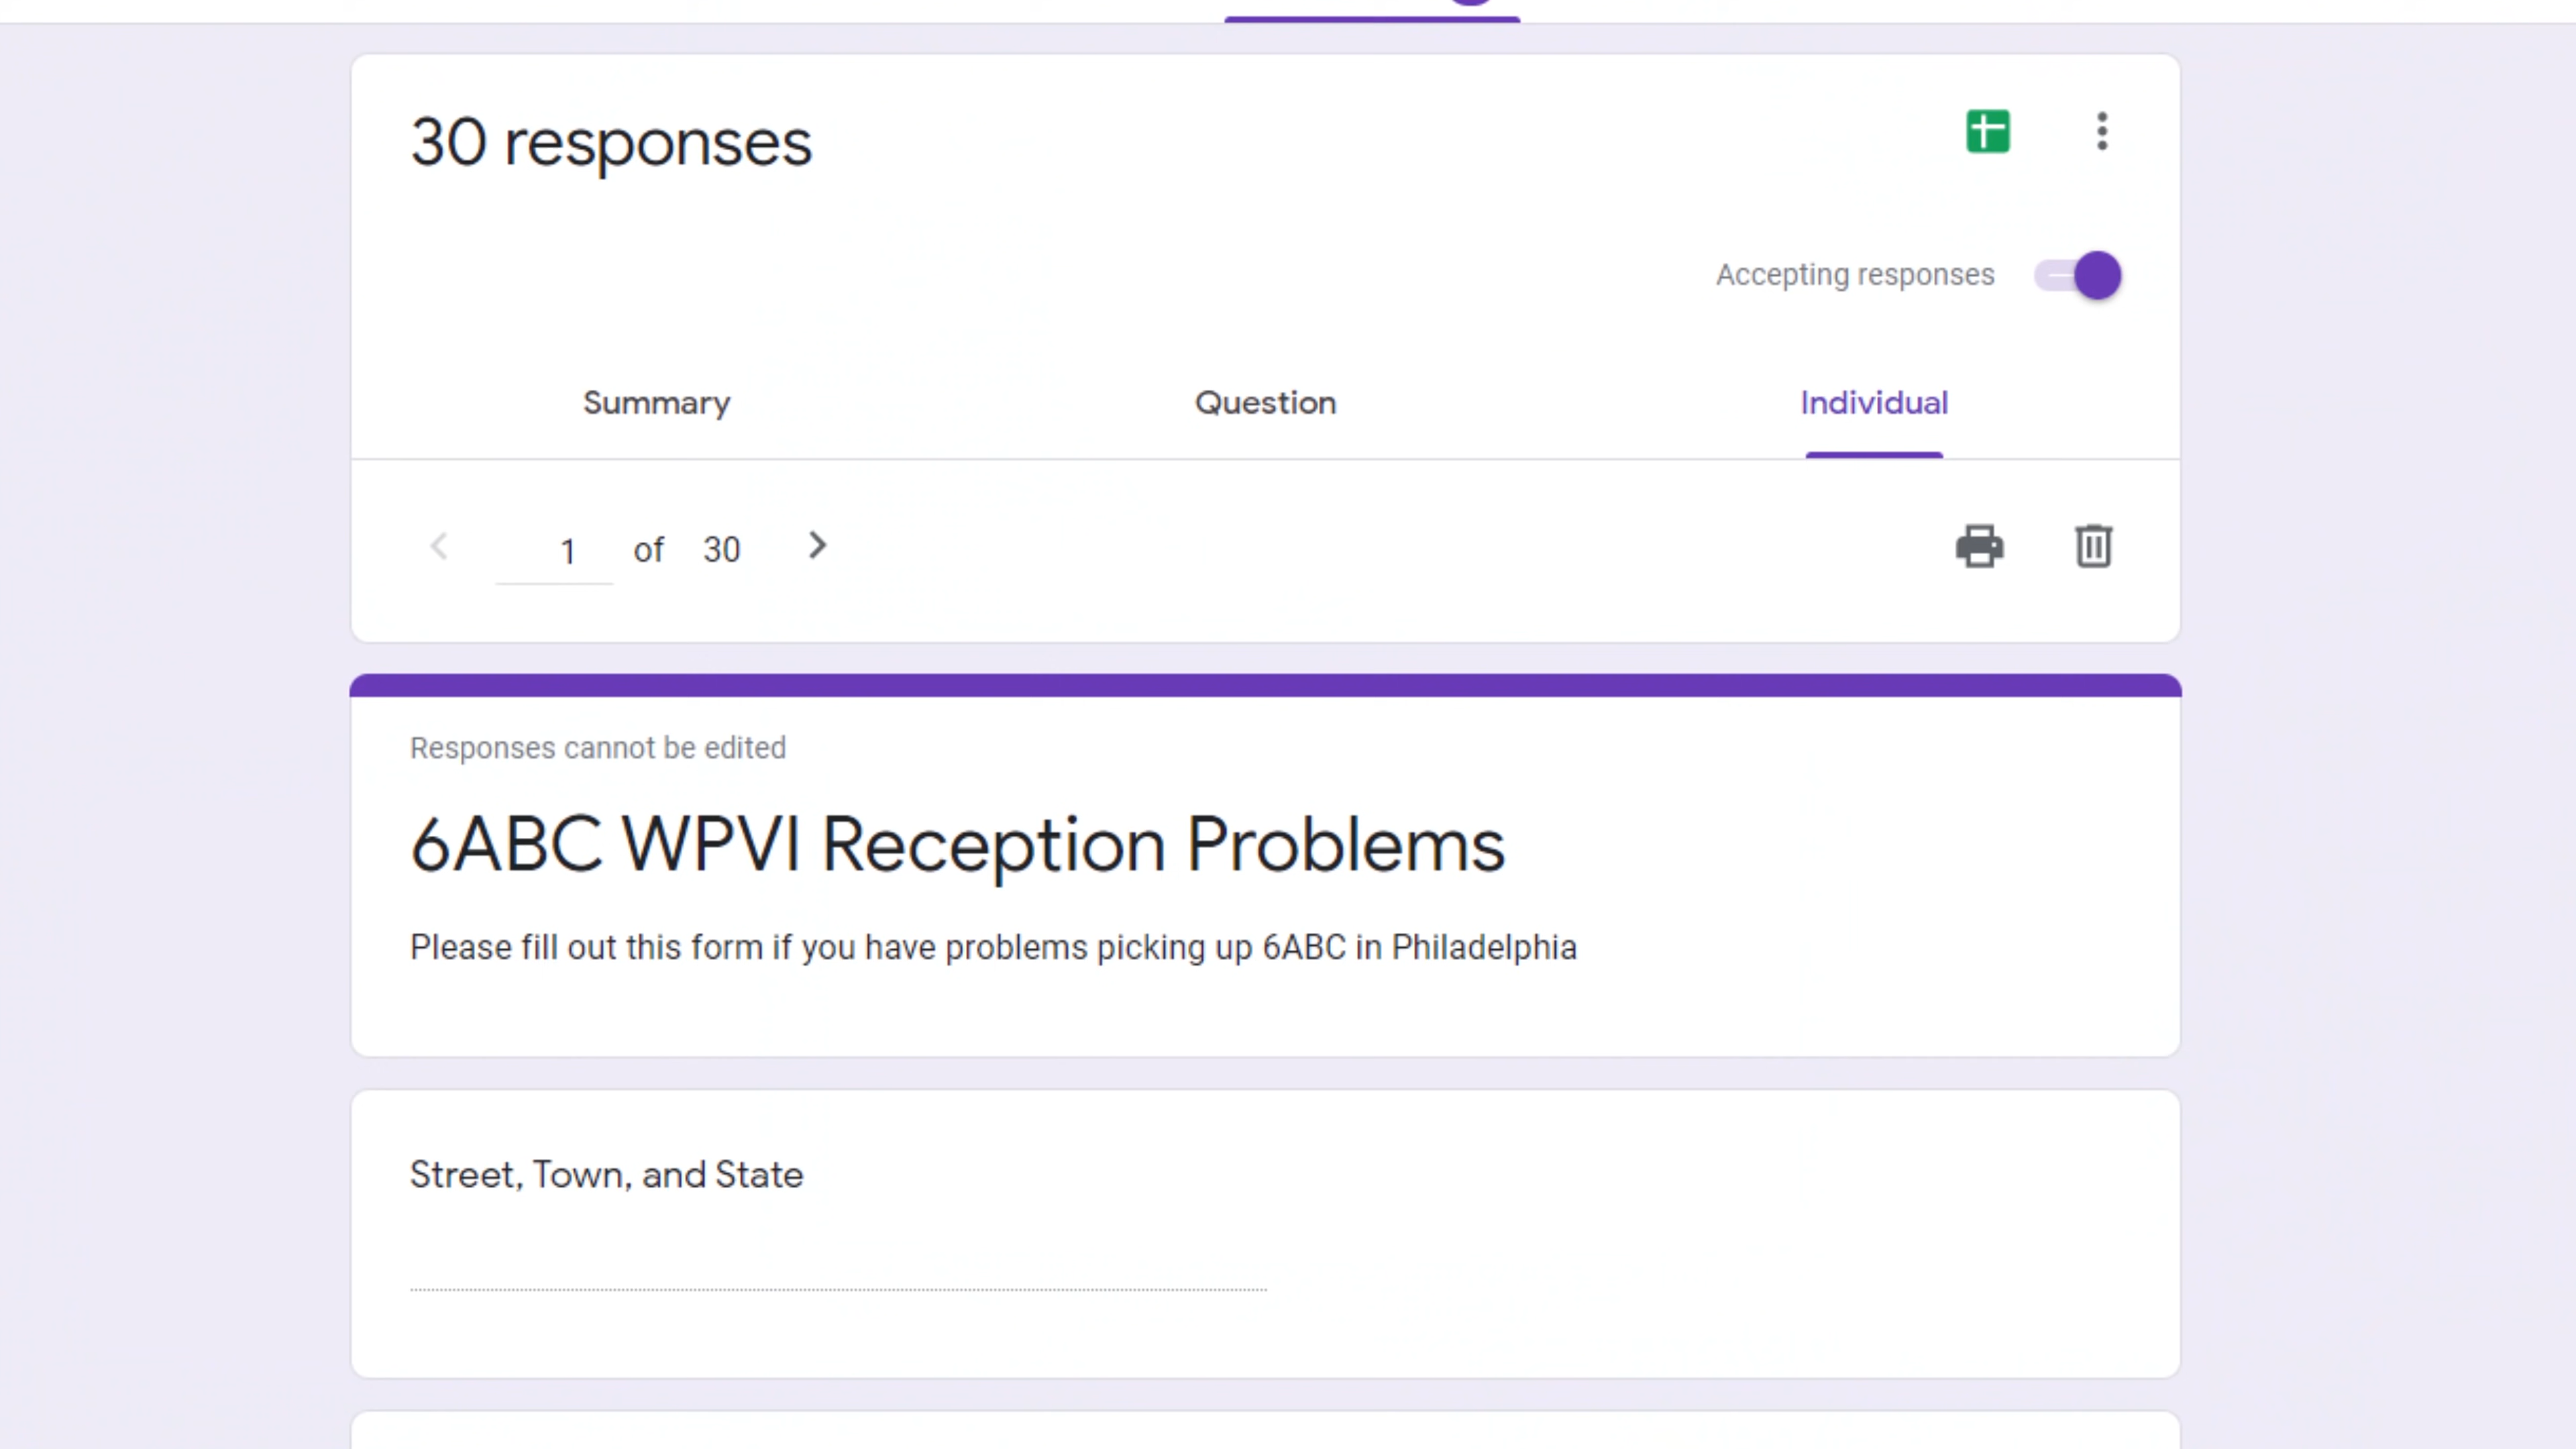 30 responses
Accepting responses
Summary Question Individual
1 of 30
Responses cannot be edited
6ABC WPVI Reception Problems
Please fill out this form if you have problems picking up 6ABC in Philadelphia
Street, Town, and State